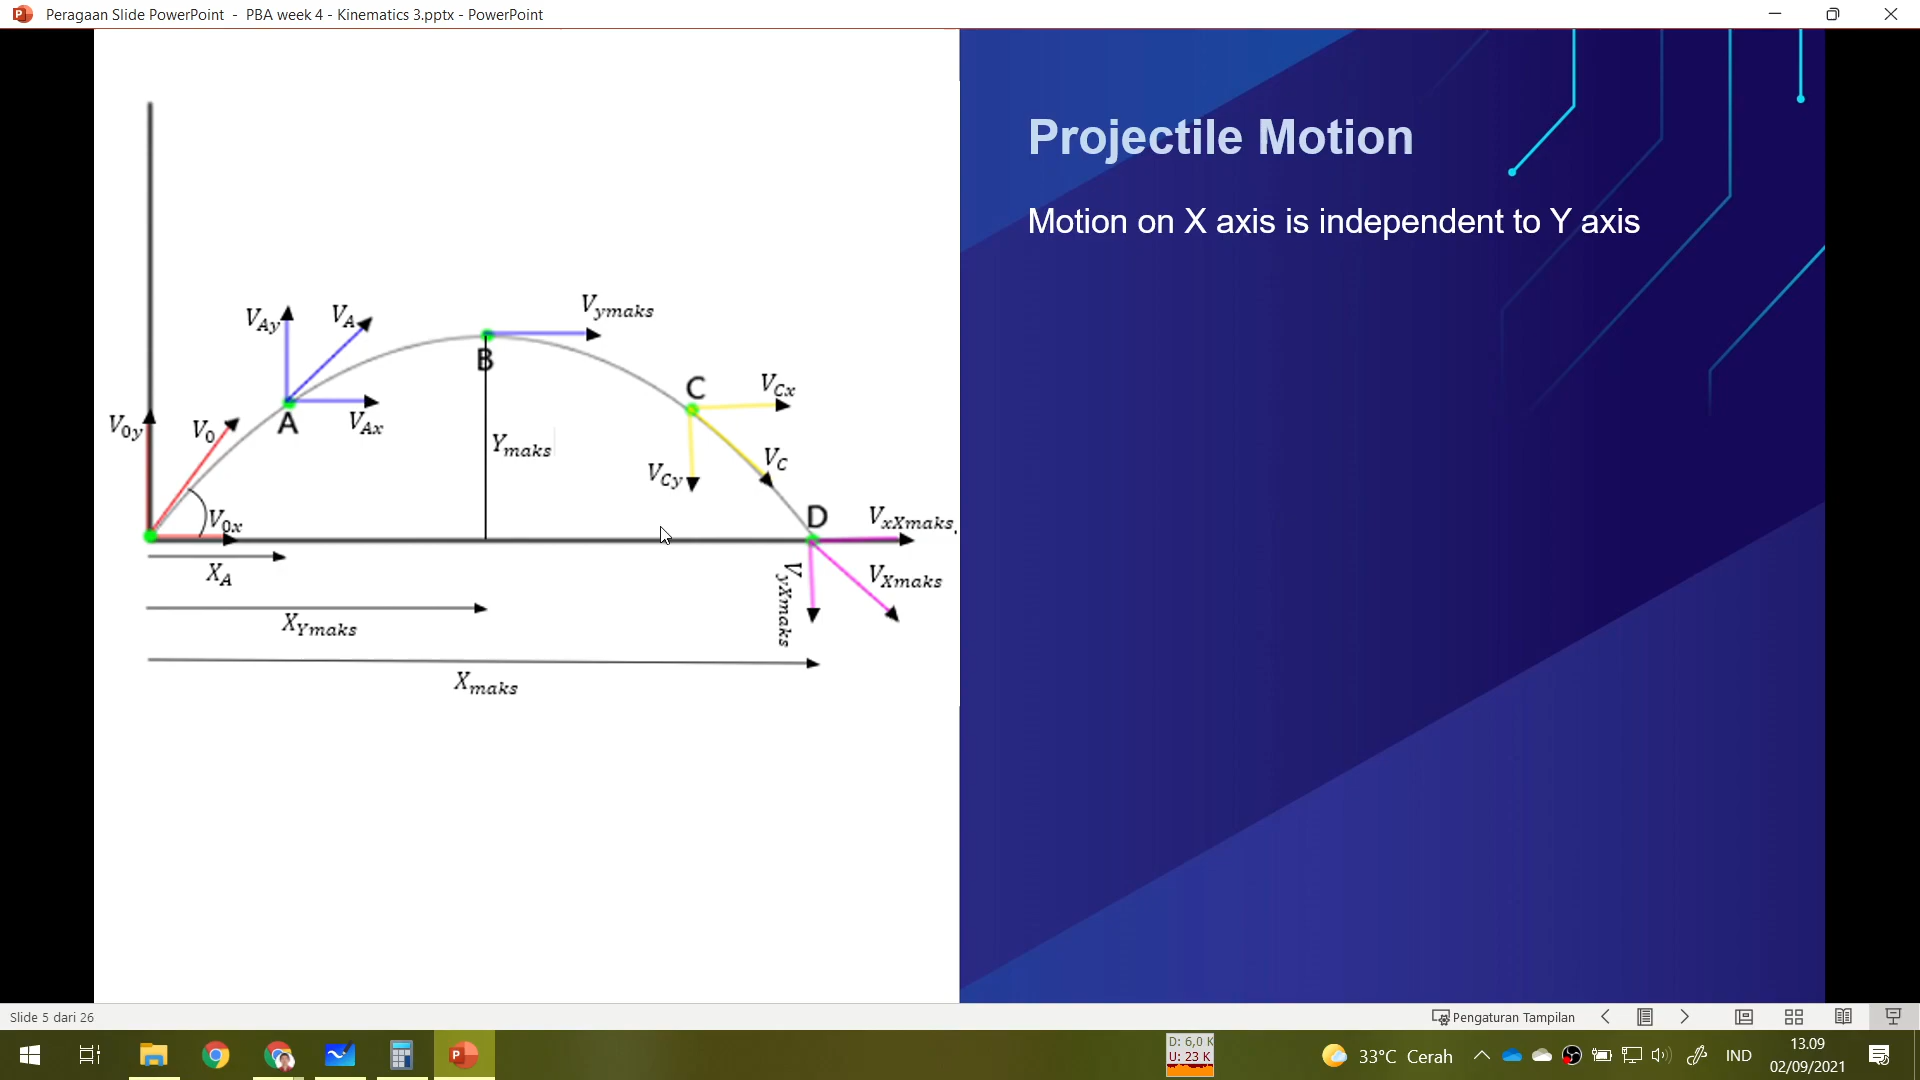 Peragaan Slide PowerPoint - PBA week 4 - Kinematics 3.pptx - PowerPoint
Projectile Motion
Motion on X axis is independent to Y axis
V_ymaks
V_Ay
V_A
B
C
V_Cx
V_0y
V_0
A
V_Ax
Y_maks
V_C
V_Cy
V_0x
D
V_xXmaks.
X_A
V_yXmaks
V_Xmaks
X_Ymaks
X_maks
Slide 5 dari 26
Pengaturan Tampilan
D: 6,0 K
U: 23 K
33°C Cerah
IND
13.09
02/09/2021